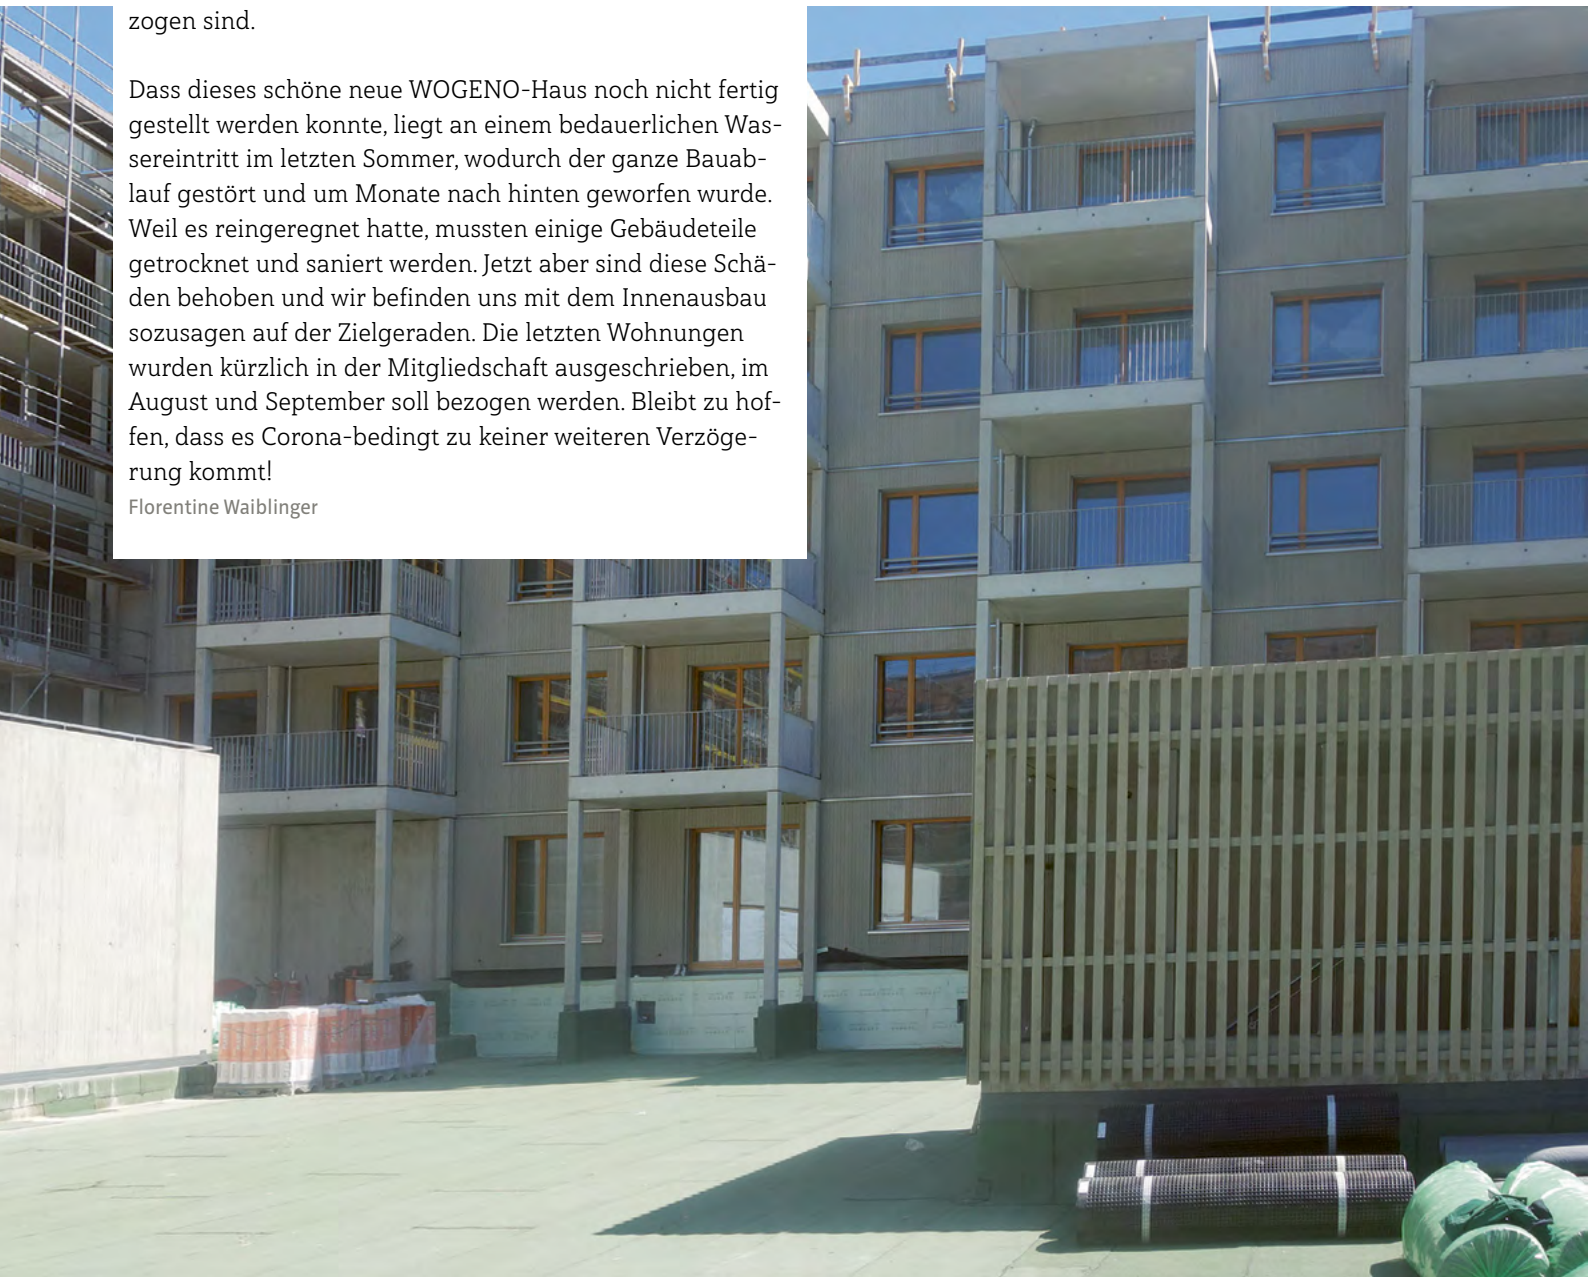 zogen sind.
Dass dieses schöne neue WOGENO-Haus noch nicht fertig
gestellt werden konnte, liegt an einem bedauerlichen Was-
sereintritt im letzten Sommer, wodurch der ganze Bauab-
lauf gestört und um Monate nach hinten geworfen wurde.
Weil es reingeregnet hatte, mussten einige Gebäudeteile
getrocknet und saniert werden. Jetzt aber sind diese Schä-
den behoben und wir befinden uns mit dem Innenausbau
sozusagen auf der Zielgeraden. Die letzten Wohnungen
wurden kürzlich in der Mitgliedschaft ausgeschrieben, im
August und September soll bezogen werden. Bleibt zu hof-
fen, dass es Corona-bedingt zu keiner weiteren Verzöge-
rung kommt!
Florentine Waiblinger